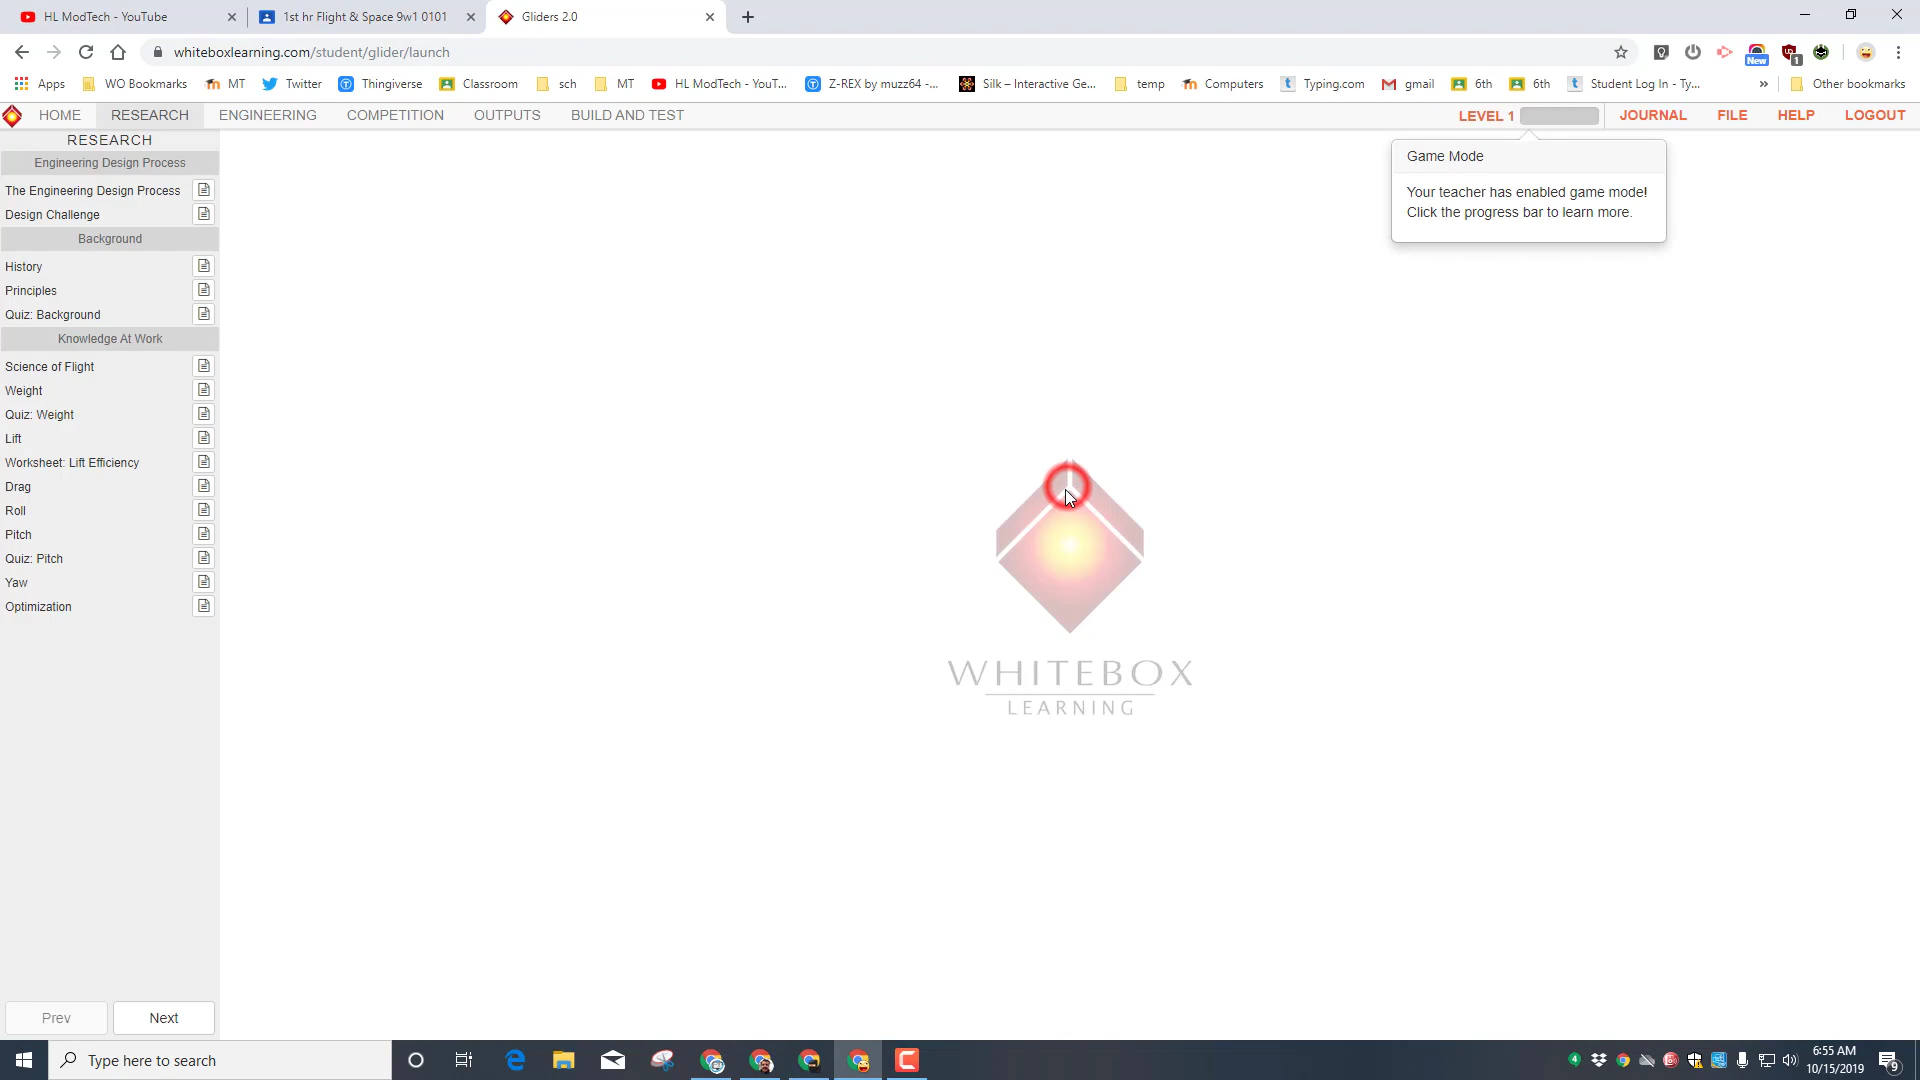 HL ModTech - YouTube
1st hr Flight & Space 9w1 0101
Gliders 2.0
whiteboxlearning.com/student/glider/launch
New
1
Apps
WO Bookmarks
MT
Twitter
Thingiverse
Classroom
sch
MT
HL ModTech - YouT...
Z-REX by muzz64 -...
Silk – Interactive Ge...
temp
Computers
Typing.com
gmail
6th
6th
Student Log In - Ty...
»
Other bookmarks
HOME
RESEARCH
ENGINEERING
COMPETITION
OUTPUTS
BUILD AND TEST
LEVEL 1
JOURNAL
FILE
HELP
LOGOUT
RESEARCH
Engineering Design Process
The Engineering Design Process
Design Challenge
Background
History
Principles
Quiz: Background
Knowledge At Work
Science of Flight
Weight
Quiz: Weight
Lift
Worksheet: Lift Efficiency
Drag
Roll
Pitch
Quiz: Pitch
Yaw
Optimization
Prev
Next
Game Mode
Your teacher has enabled game mode!
Click the progress bar to learn more.
WHITEBOX
LEARNING
Type here to search
6:55 AM
10/15/2019
9